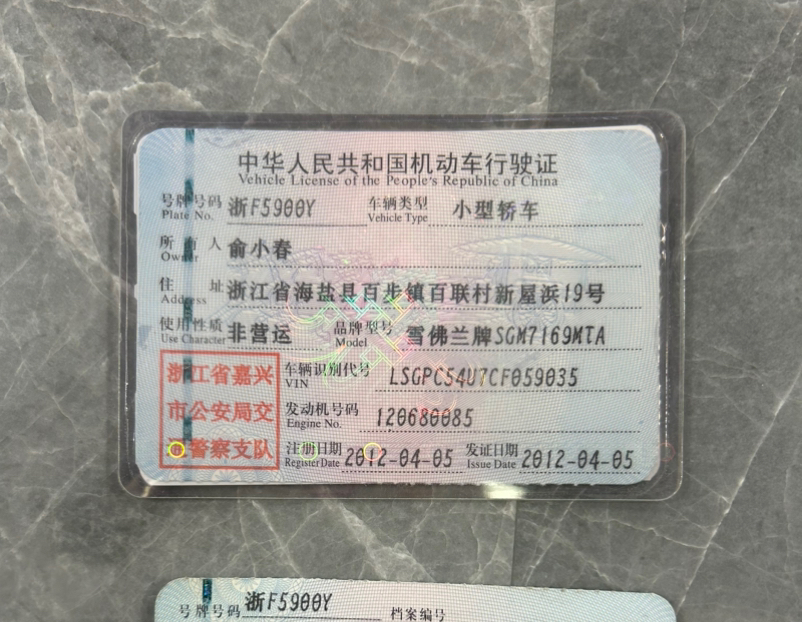 中华人民共和国机动车行驶证
Vehicle License of the People's Republic of China
号牌号码 浙F5900Y 车辆类型 小型轿车
Plate No. Vehicle Type
所有人 俞小春
Owner
住址 浙江省海盐县百步镇百联村新屋浜19号
Address
使用性质 非营运 品牌型号 雪佛兰牌SGM7169MTA
Use Character Model
浙江省嘉兴
市公安局交
警察支队
车辆识别代号 LSGPC54U7CF059035
VIN
发动机号码 120680085
Engine No.
注册日期 2012-04-05 发证日期 2012-04-05
Register Date Issue Date
号牌号码 浙F5900Y 档案编号